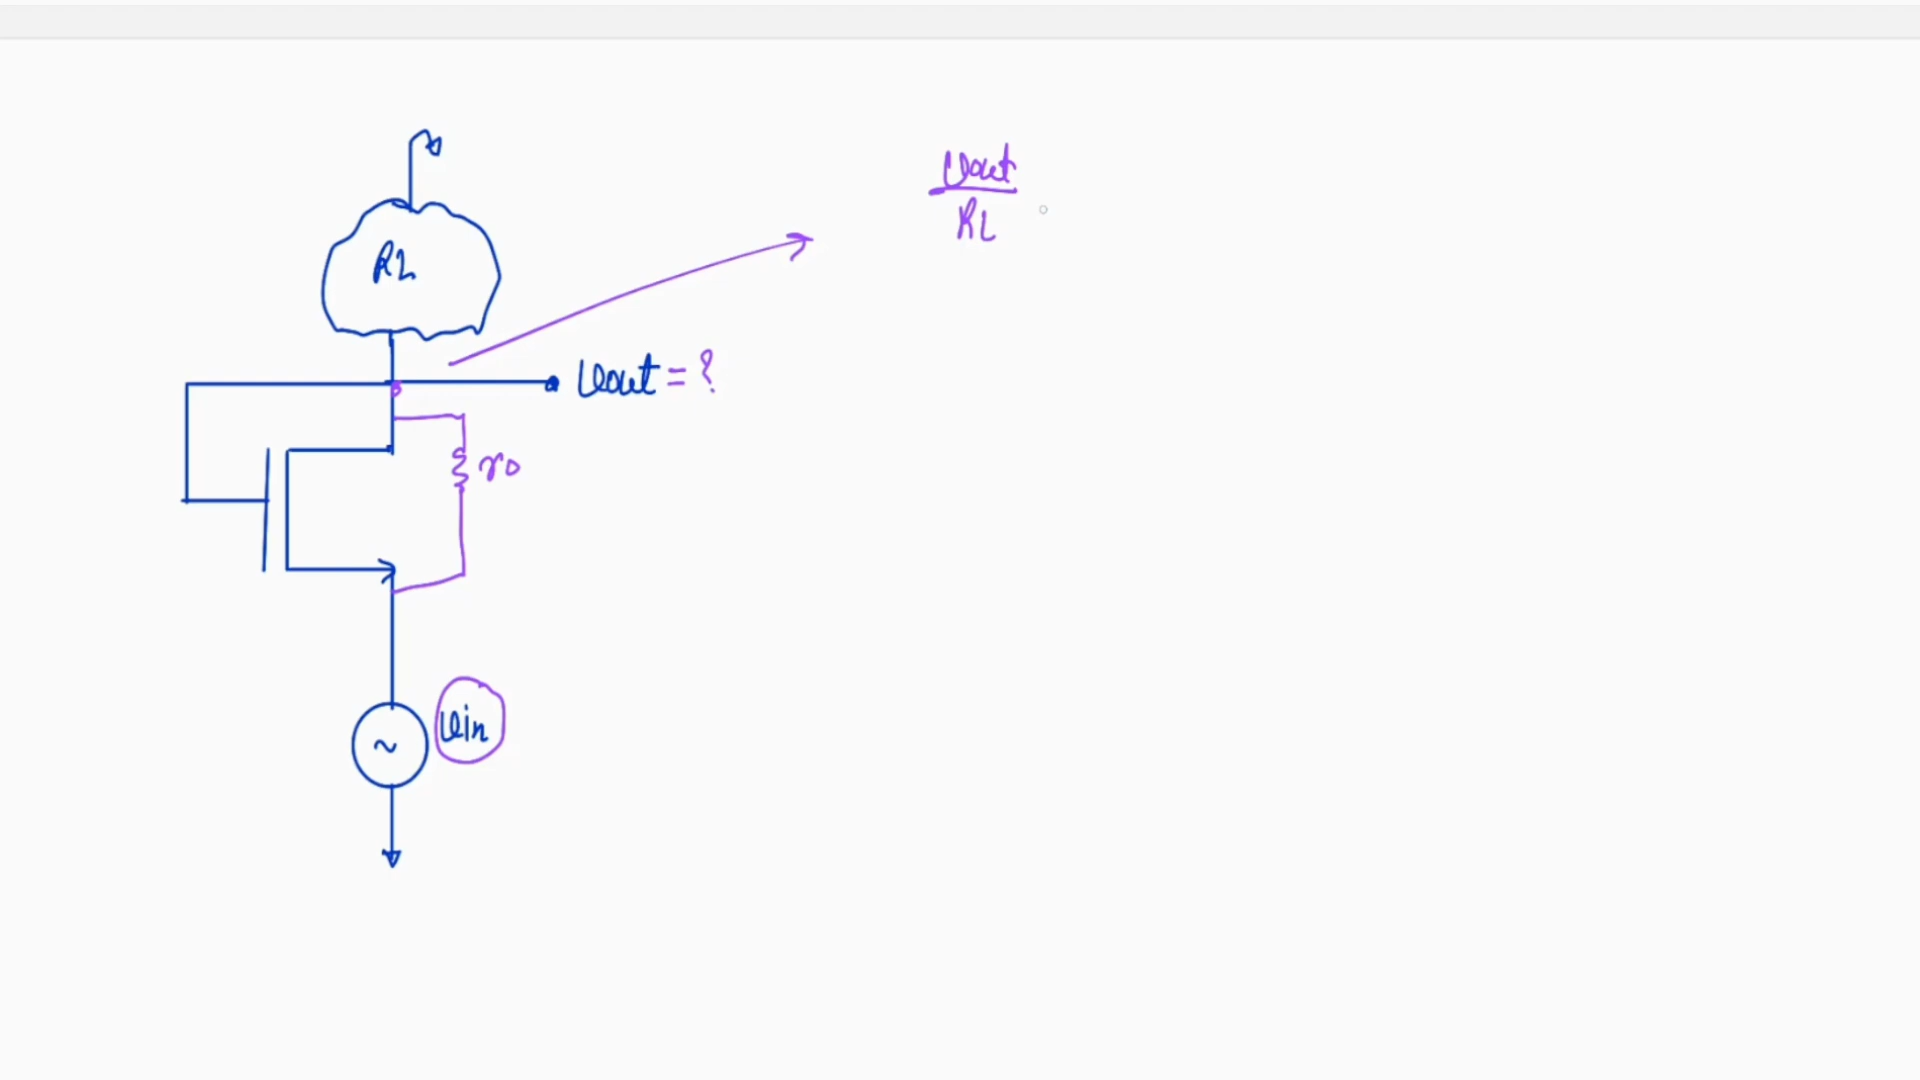 Vout
RL
RL
Vout = ?
ro
~
Vin